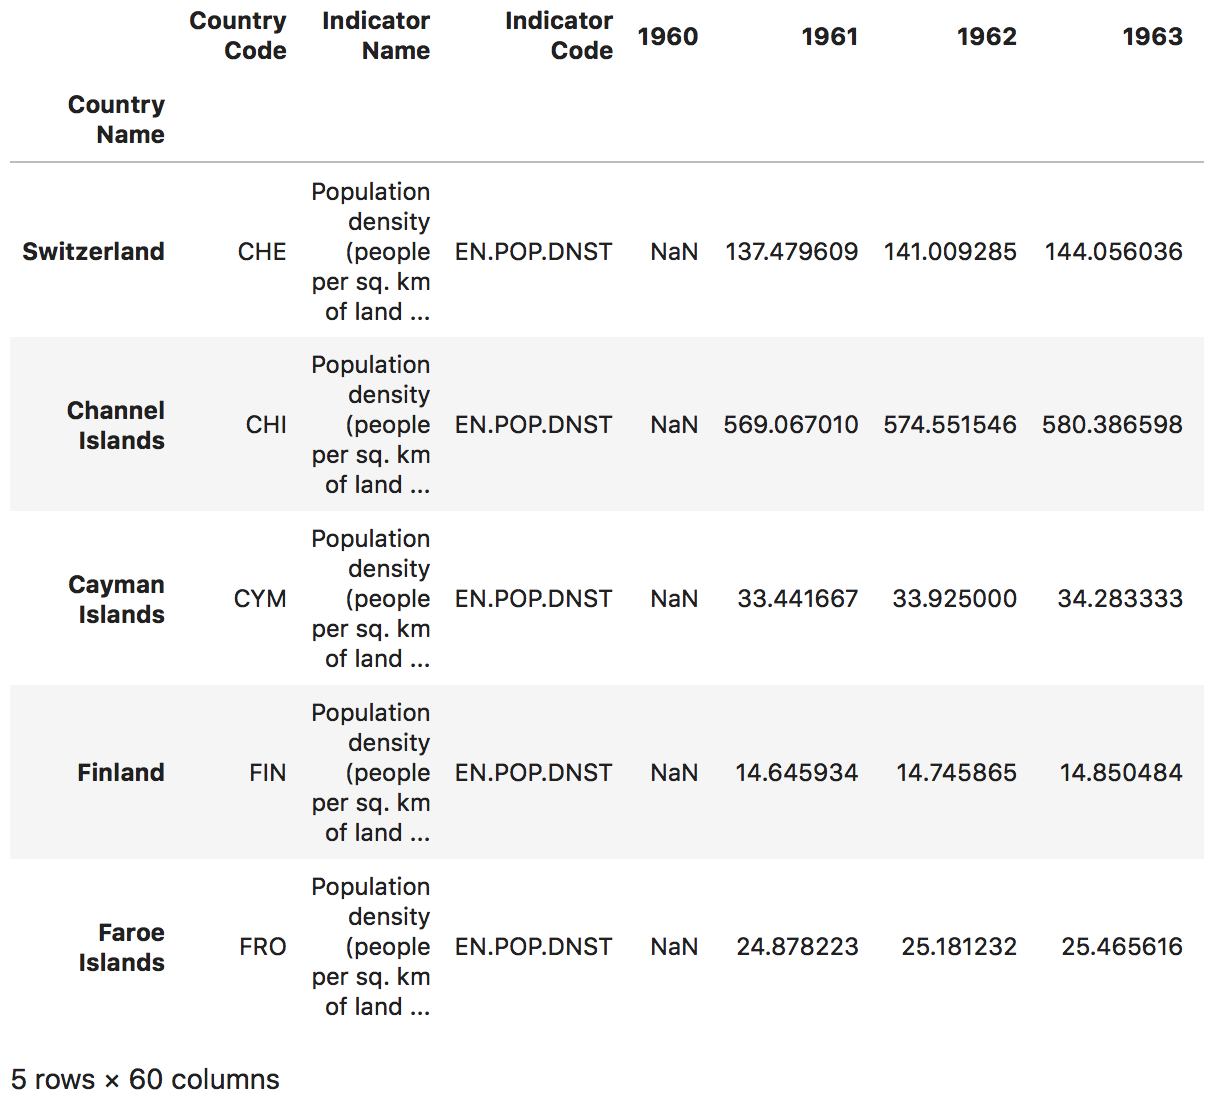 Country Code Indicator Name Indicator Code 1960 1961 1962 1963
Country Name
Switzerland CHE Population density (people per sq. km of land ... EN.POP.DNST NaN 137.479609 141.009285 144.056036
Channel Islands CHI Population density (people per sq. km of land ... EN.POP.DNST NaN 569.067010 574.551546 580.386598
Cayman Islands CYM Population density (people per sq. km of land ... EN.POP.DNST NaN 33.441667 33.925000 34.283333
Finland FIN Population density (people per sq. km of land ... EN.POP.DNST NaN 14.645934 14.745865 14.850484
Faroe Islands FRO Population density (people per sq. km of land ... EN.POP.DNST NaN 24.878223 25.181232 25.465616
5 rows × 60 columns